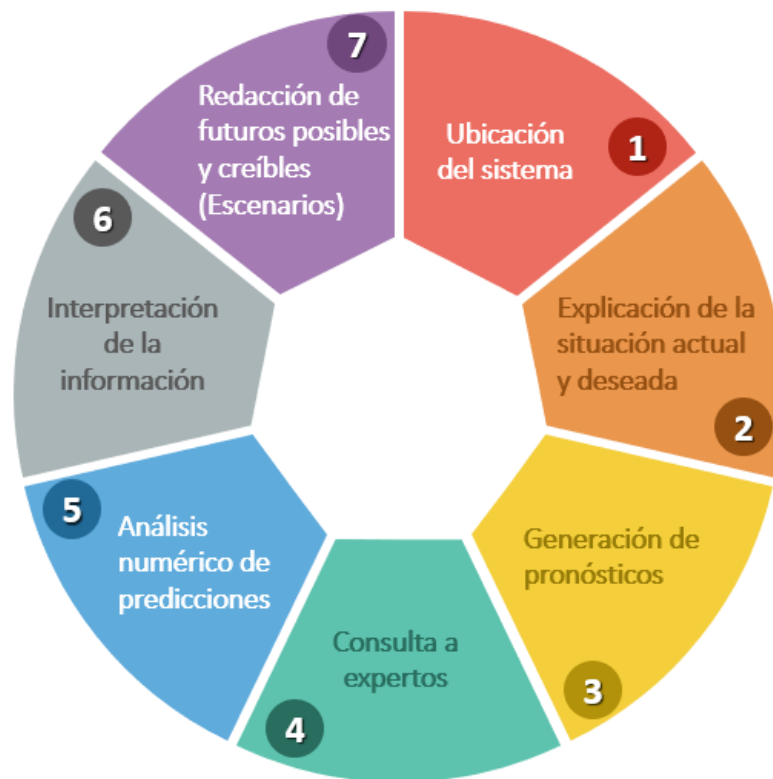 1
Ubicación
del sistema
2
Explicación de la
situación actual
y deseada
3
Generación de
pronósticos
4
Consulta a
expertos
5
Análisis
numérico de
predicciones
6
Interpretación
de la
información
7
Redacción de
futuros posibles
y creíbles
(Escenarios)